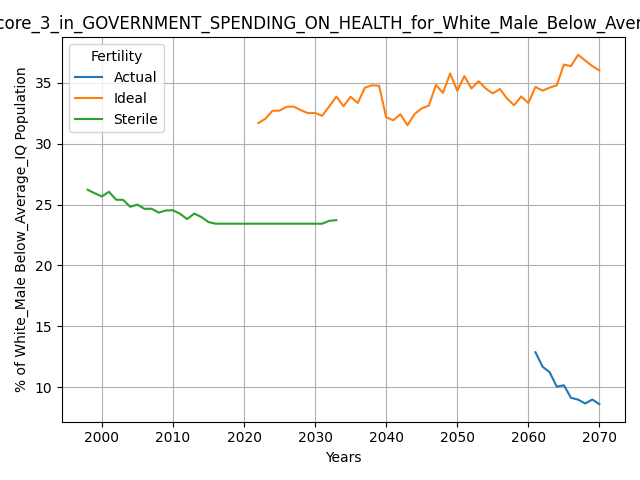 core_3_in_GOVERNMENT_SPENDING_ON_HEALTH_for_White_Male_Below_Aver
Fertility
Actual
Ideal
Sterile
% of White_Male Below_Average_IQ Population
35
30
25
20
15
10
2000 2010 2020 2030 2040 2050 2060 2070
Years